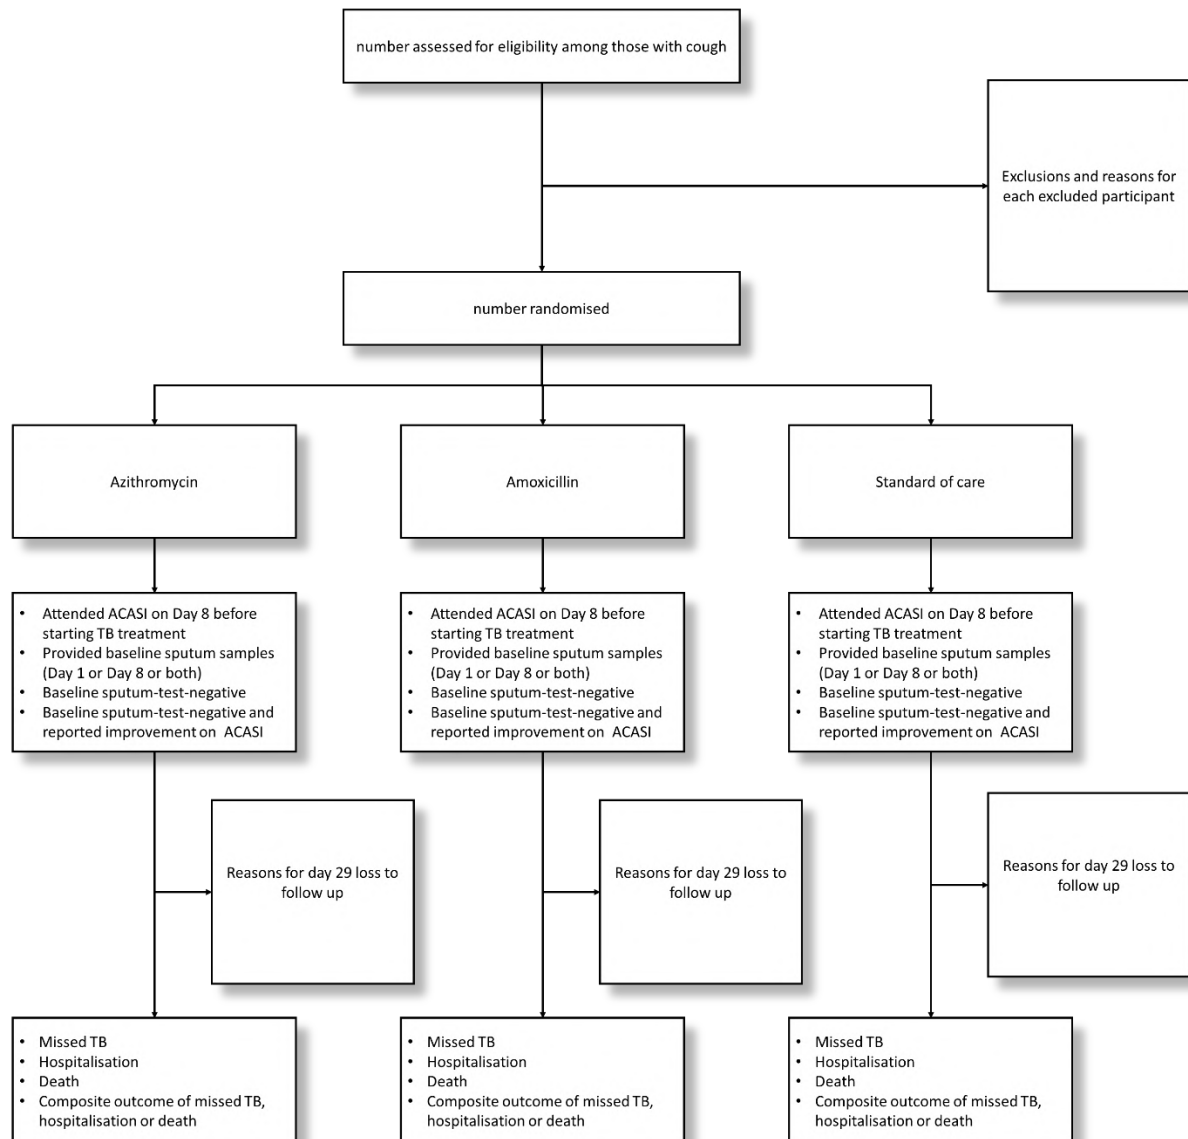 number assessed for eligibility among those with cough
Exclusions and reasons for
each excluded participant
number randomised
Azithromycin
Amoxicillin
Standard of care
• Attended ACASI on Day 8 before
starting TB treatment
• Provided baseline sputum samples
(Day 1 or Day 8 or both)
• Baseline sputum-test-negative
• Baseline sputum-test-negative and
reported improvement on ACASI
• Attended ACASI on Day 8 before
starting TB treatment
• Provided baseline sputum samples
(Day 1 or Day 8 or both)
• Baseline sputum-test-negative
• Baseline sputum-test-negative and
reported improvement on ACASI
• Attended ACASI on Day 8 before
starting TB treatment
• Provided baseline sputum samples
(Day 1 or Day 8 or both)
• Baseline sputum-test-negative
• Baseline sputum-test-negative and
reported improvement on ACASI
Reasons for day 29 loss to
follow up
Reasons for day 29 loss to
follow up
Reasons for day 29 loss to
follow up
• Missed TB
• Hospitalisation
• Death
• Composite outcome of missed TB,
hospitalisation or death
• Missed TB
• Hospitalisation
• Death
• Composite outcome of missed TB,
hospitalisation or death
• Missed TB
• Hospitalisation
• Death
• Composite outcome of missed TB,
hospitalisation or death